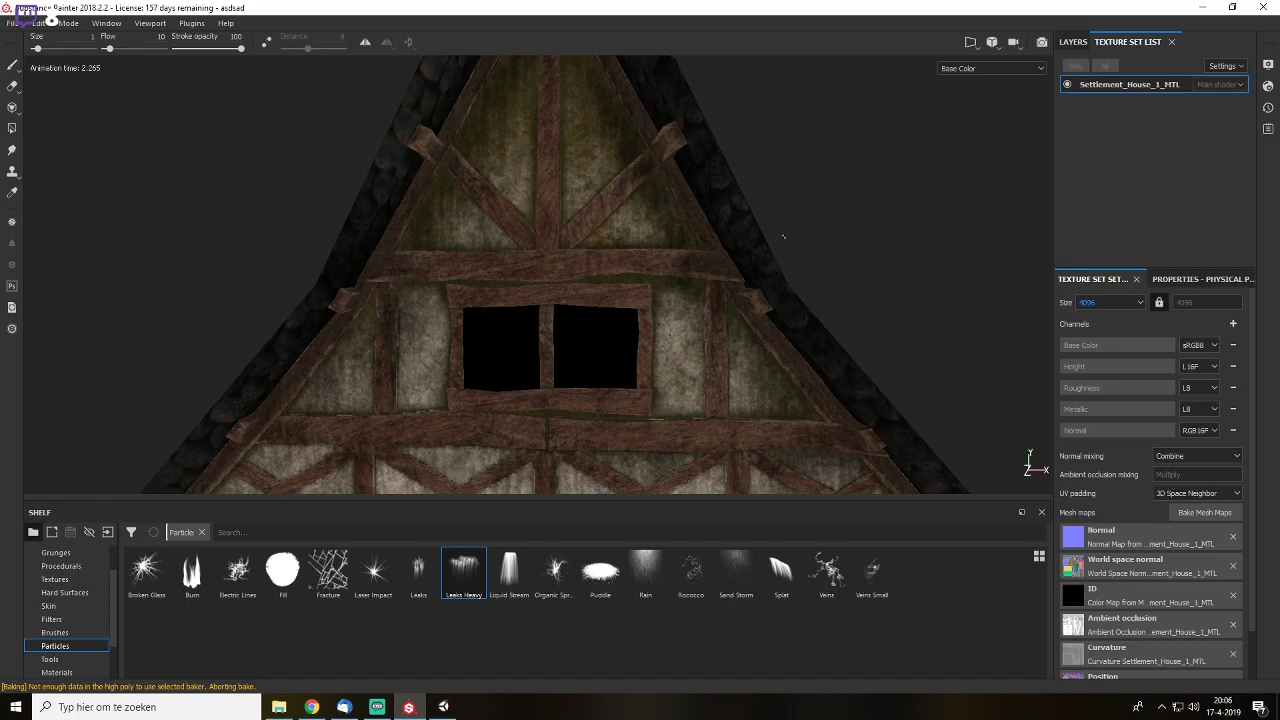 Substance Painter 2018.2.2 - License: 157 days remaining - asdsad
Edit Mode Window Viewport Plugins Help
Size 1 Flow 10 Stroke opacity 100 Distance 8
Animation time: 2.265
Base Color
LAYERS TEXTURE SET LIST
Solo All Settings
Settlement_House_1_MTL Main shader
TEXTURE SET SET... PROPERTIES - PHYSICAL P...
Size 4096 4096
Channels
Base Color sRGB8
Height L16F
Roughness L8
Metallic L8
Normal RGB16F
Normal mixing Combine
Ambient occlusion mixing Multiply
UV padding 3D Space Neighbor
Mesh maps Bake Mesh Maps
Normal
Normal Map from ...ment_House_1_MTL
World space normal
World Space Norm...ment_House_1_MTL
ID
Color Map from M...ment_House_1_MTL
Ambient occlusion
Ambient Occlusion...ement_House_1_MTL
Curvature
Curvature Settlement_House_1_MTL
Position
Y
X
Z
SHELF
Particles Search...
Grunges
Procedurals
Textures
Hard Surfaces
Skin
Filters
Brushes
Particles
Tools
Materials
Broken Glass Burn Electric Lines Fill Fracture Laser Impact Leaks Leaks Heavy Liquid Stream Organic Spr... Puddle Rain Rococco Sand Storm Splat Veins Veins Small
[Baking] Not enough data in the high poly to use selected baker. Aborting bake.
Typ hier om te zoeken
20:06
17-4-2019